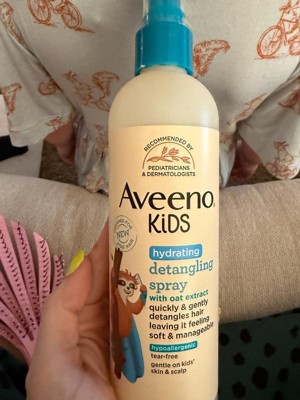 RECOMMENDED BY
PEDIATRICIANS
& DERMATOLOGISTS
Aveeno®
KiDS
NEW
hydrating
detangling
spray
with oat extract
quickly & gently
detangles hair
leaving it feeling
soft & manageable
hypoallergenic
tear-free
gentle on kids'
skin & scalp